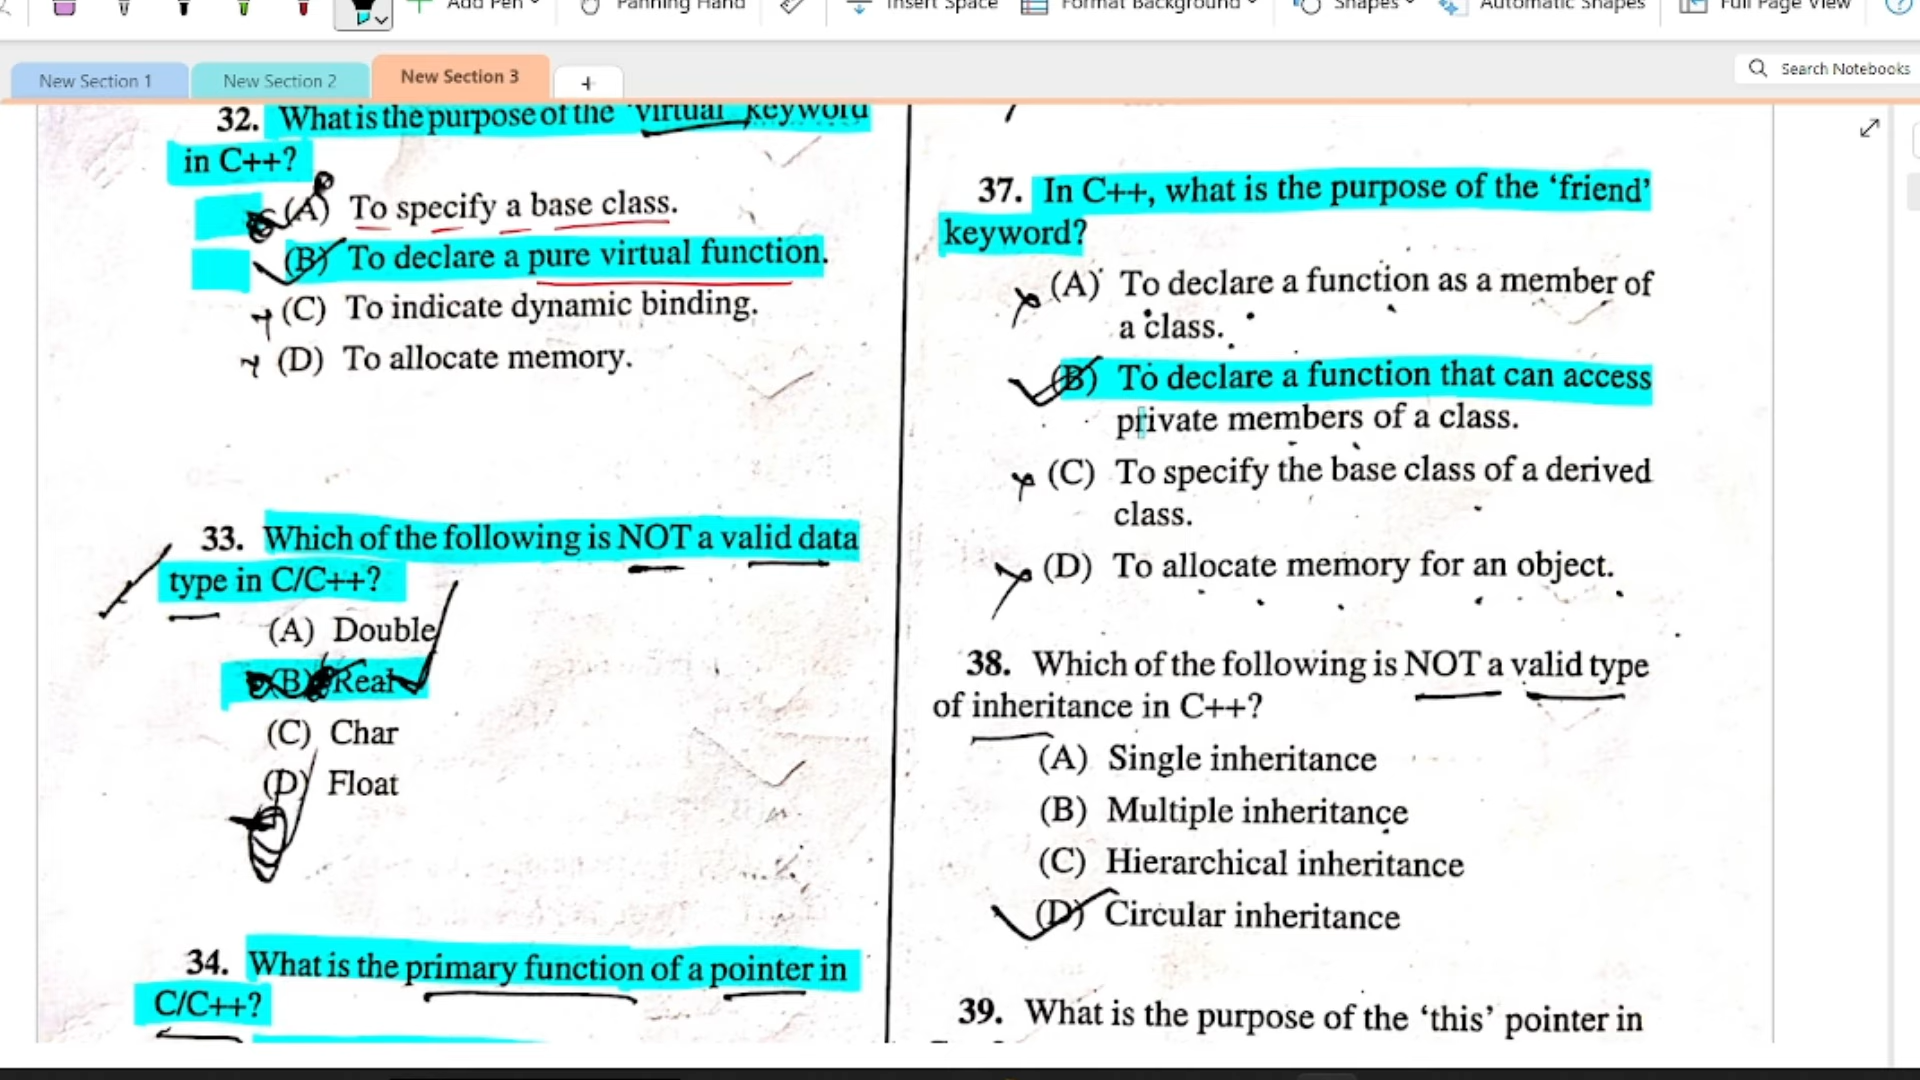 Add Pen
Panning Hand
Insert Space
Format Background
Shapes
Automatic Shapes
Full Page View
New Section 1
New Section 2
New Section 3
+
Search Notebooks
32. What is the purpose of the 'virtual' keyword
in C++?
(A) To specify a base class.
(B) To declare a pure virtual function.
(C) To indicate dynamic binding.
(D) To allocate memory.
33. Which of the following is NOT a valid data
type in C/C++?
(A) Double
(B) Real
(C) Char
(D) Float
34. What is the primary function of a pointer in
C/C++?
37. In C++, what is the purpose of the 'friend'
keyword?
(A) To declare a function as a member of
a class.
(B) To declare a function that can access
private members of a class.
(C) To specify the base class of a derived
class.
(D) To allocate memory for an object.
38. Which of the following is NOT a valid type
of inheritance in C++?
(A) Single inheritance
(B) Multiple inheritance
(C) Hierarchical inheritance
(D) Circular inheritance
39. What is the purpose of the 'this' pointer in